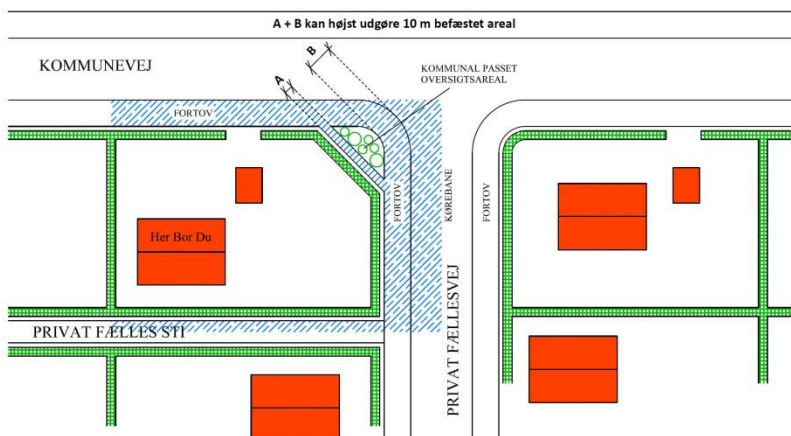 A + B kan højst udgøre 10 m befæstet areal
KOMMUNEVEJ
B
A
KOMMUNAL PASSET
OVERSIGTSAREAL
FORTOV
FORTOV
KØREBANE
FORTOV
Her Bor Du
PRIVAT FÆLLES STI
PRIVAT FÆLLESVEJ